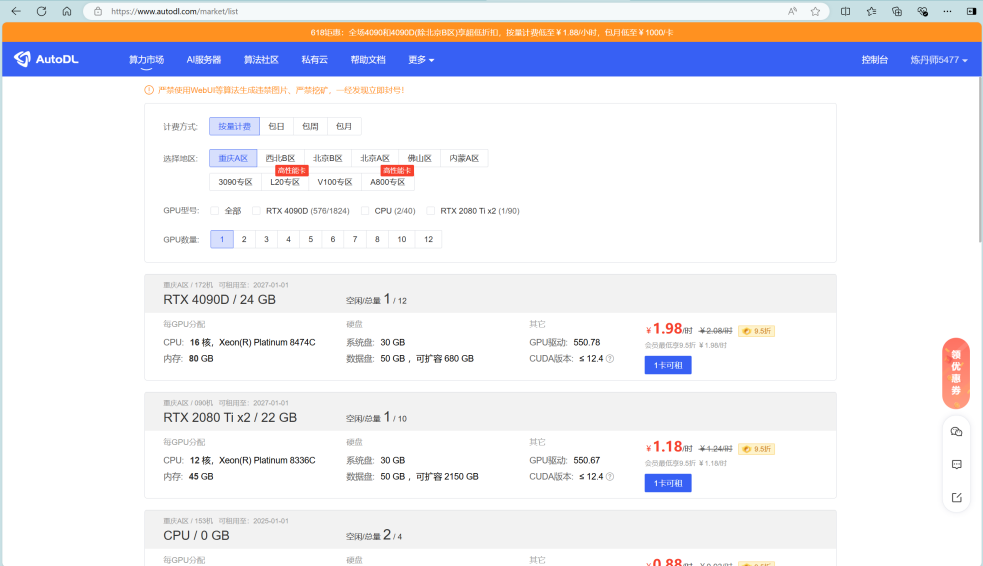 https://www.autodl.com/market/list
618钜惠：全场4090和4090D(除北京B区)享超低折扣，按量计费低至￥1.88/小时，包月低至￥1000/卡
AutoDL 算力市场 AI服务器 算法社区 私有云 帮助文档 更多 控制台 炼丹师5477
严禁使用WebUI等算法生成违禁图片、严禁挖矿，一经发现立即封号！
计费方式: 按量计费 包日 包周 包月
选择地区: 重庆A区 西北B区 北京B区 北京A区 佛山区 内蒙A区
高性能卡 高性能卡
3090专区 L20专区 V100专区 A800专区
GPU型号: 全部 RTX 4090D (576/1824) CPU (2/40) RTX 2080 Ti x2 (1/90)
GPU数量: 1 2 3 4 5 6 7 8 10 12
重庆A区 / 172机 可租用至：2027-01-01
RTX 4090D / 24 GB 空闲/总量 1 / 12
每GPU分配 硬盘 其它
CPU: 16 核，Xeon(R) Platinum 8474C 系统盘: 30 GB GPU驱动: 550.78 ￥1.98/时 ￥2.08/时 9.5折
会员最低享9.5折 ￥1.98/时
内存: 80 GB 数据盘: 50 GB ，可扩容 680 GB CUDA版本: ≤ 12.4 1卡可租
重庆A区 / 090机 可租用至：2027-01-01
RTX 2080 Ti x2 / 22 GB 空闲/总量 1 / 10
每GPU分配 硬盘 其它
CPU: 12 核，Xeon(R) Platinum 8336C 系统盘: 30 GB GPU驱动: 550.67 ￥1.18/时 ￥1.24/时 9.5折
会员最低享9.5折 ￥1.18/时
内存: 45 GB 数据盘: 50 GB ，可扩容 2150 GB CUDA版本: ≤ 12.4 1卡可租
重庆A区 / 153机 可租用至：2025-01-01
CPU / 0 GB 空闲/总量 2 / 4
每GPU分配 硬盘 其它
￥0.88/时
领优惠券